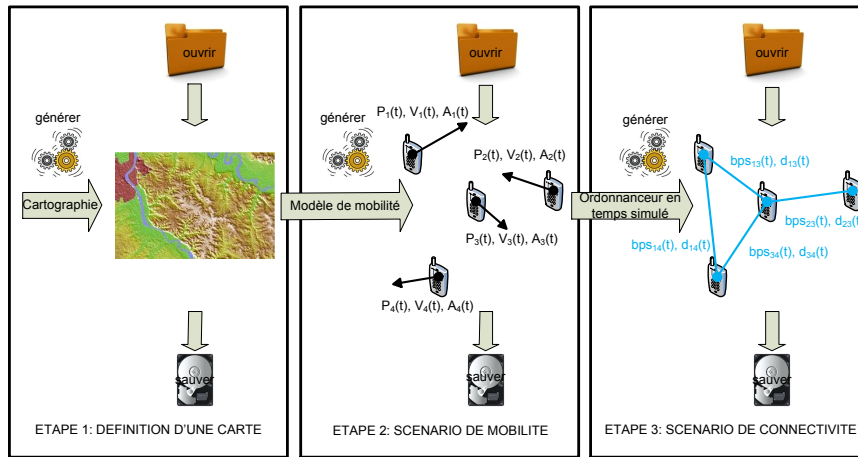 ouvrir
générer
Cartographie
sauver
ETAPE 1: DEFINITION D'UNE CARTE
ouvrir
générer
P1(t), V1(t), A1(t)
P2(t), V2(t), A2(t)
Modèle de mobilité
P3(t), V3(t), A3(t)
P4(t), V4(t), A4(t)
sauver
ETAPE 2: SCENARIO DE MOBILITE
ouvrir
générer
bps13(t), d13(t)
Ordonnanceur en
temps simulé
bps23(t), d23(t)
bps14(t), d14(t)
bps34(t), d34(t)
sauver
ETAPE 3: SCENARIO DE CONNECTIVITE